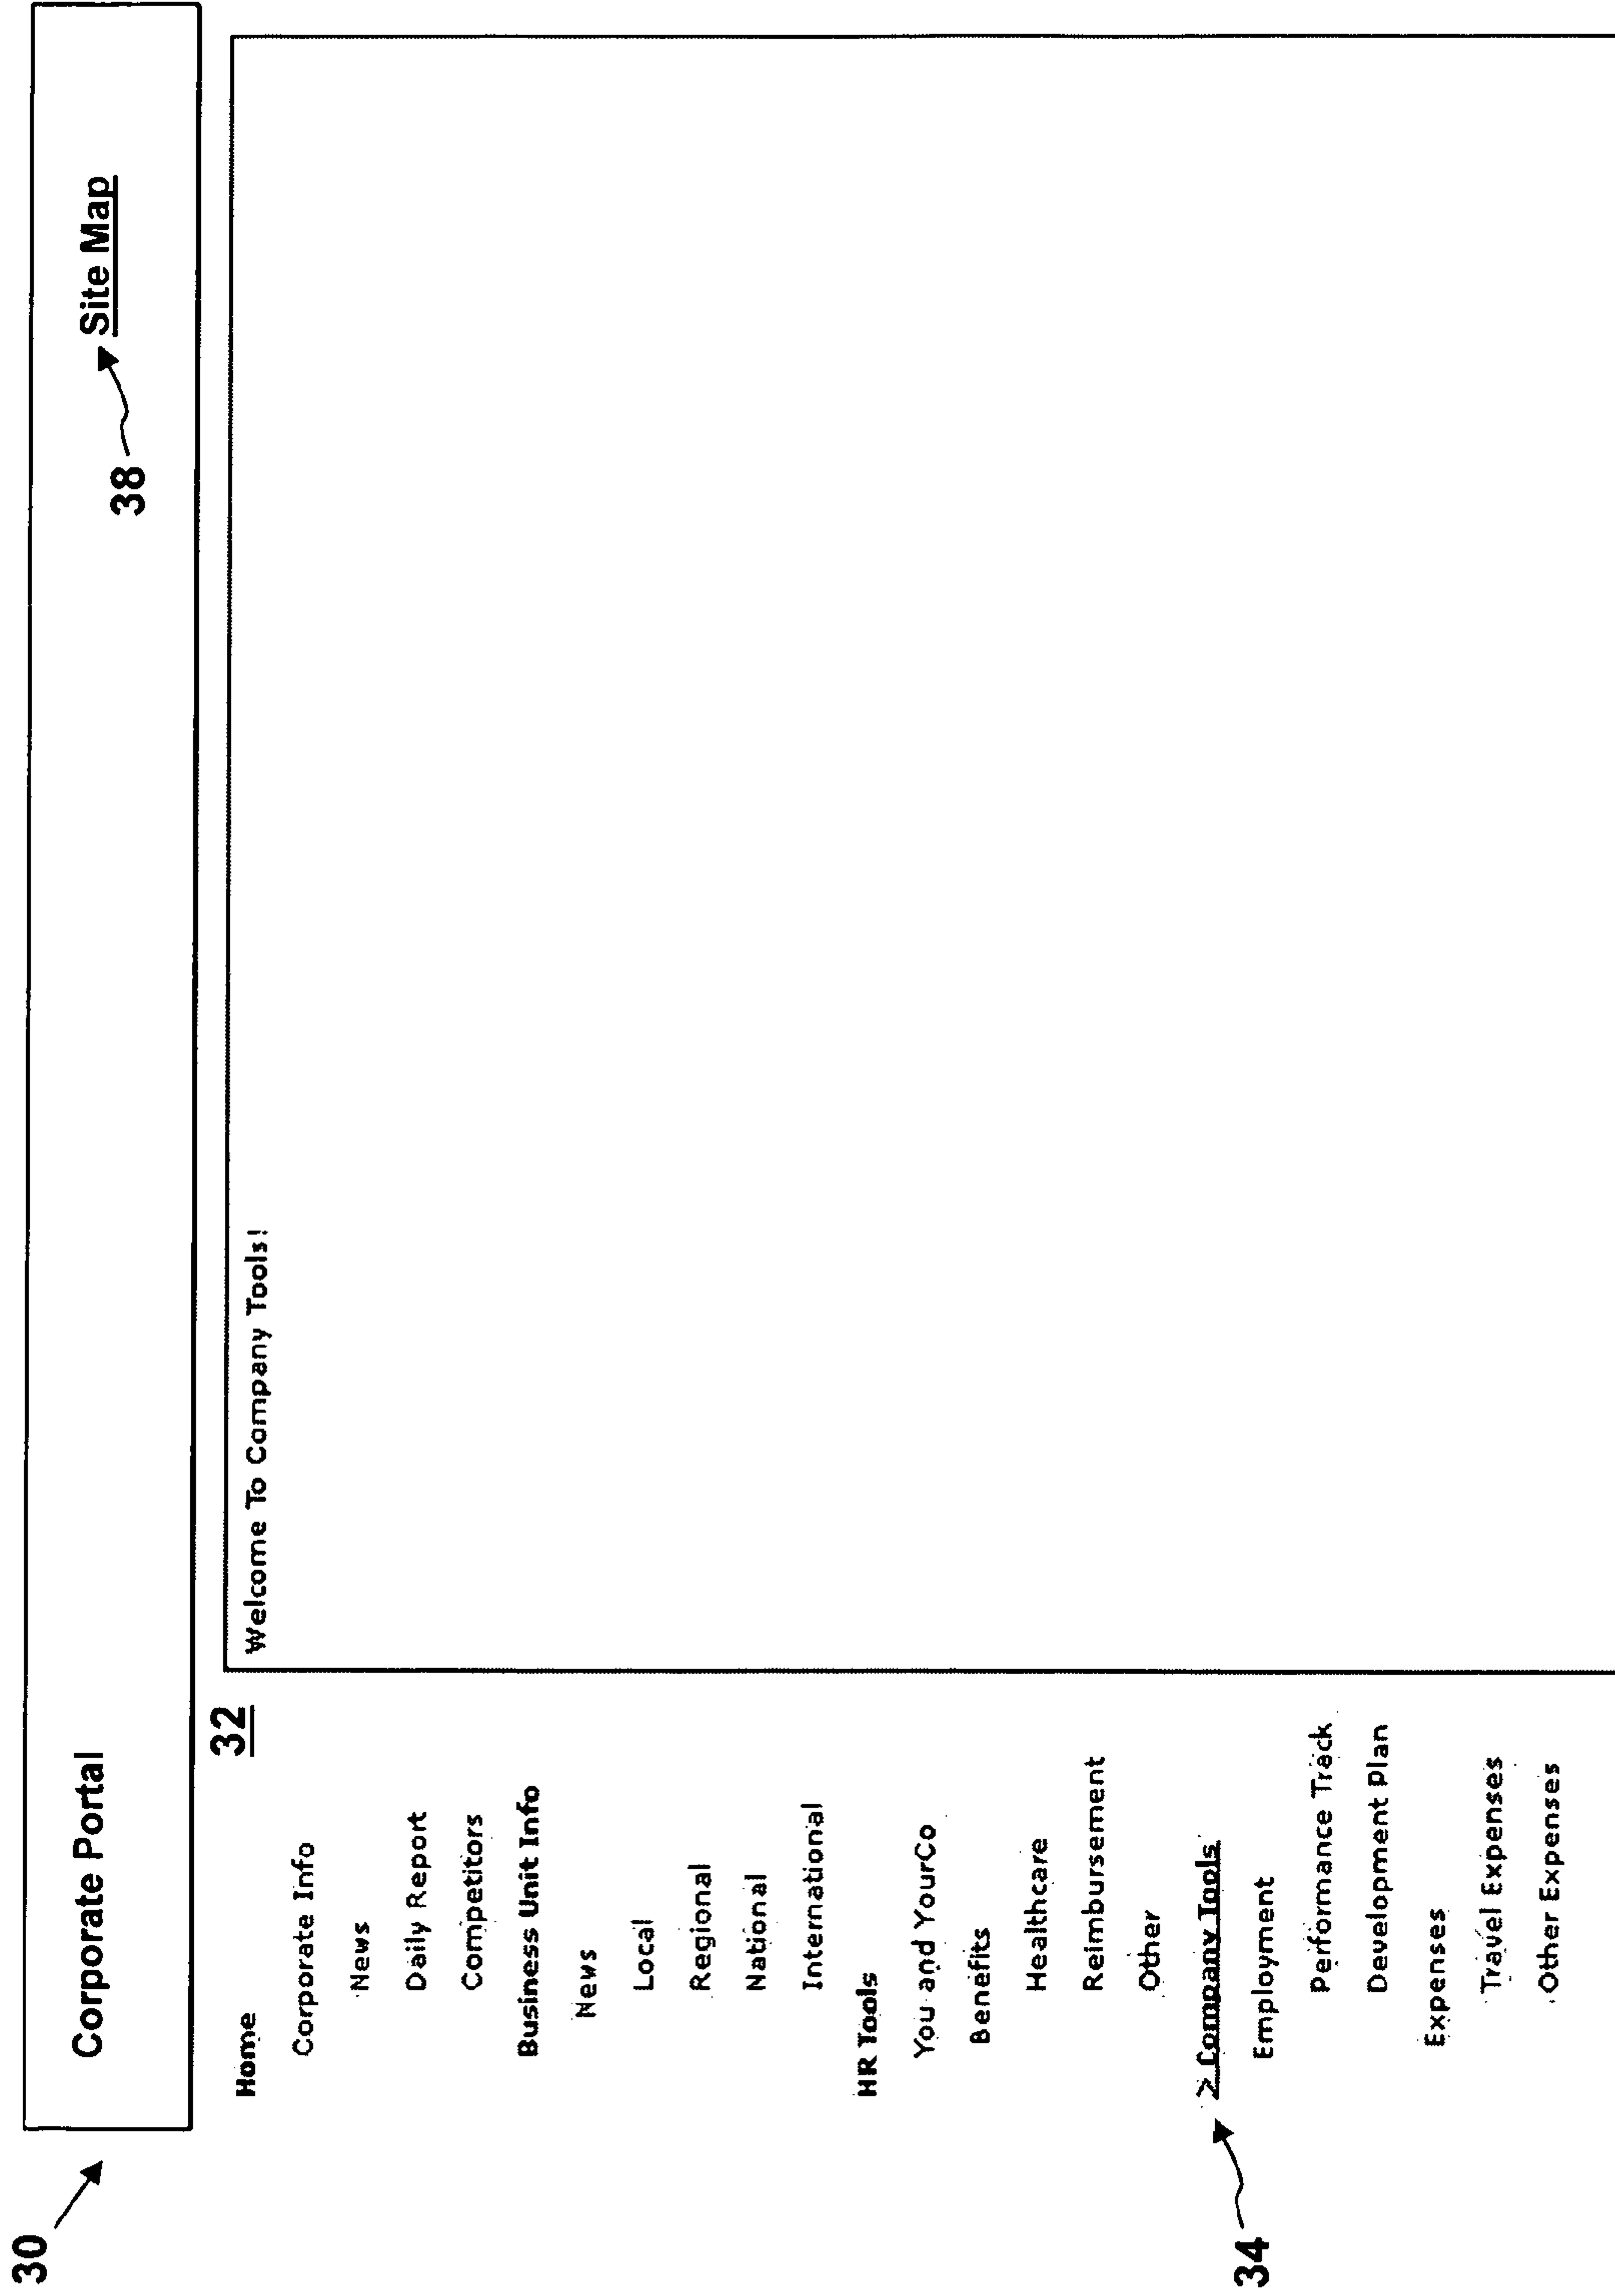 30
Corporate Portal
38
Site Map
32
Home
Corporate Info
News
Daily Report
Competitors
Business Unit Info
News
Local
Regional
National
International
HR Tools
You and YourCo
Benefits
Healthcare
Reimbursement
Other
34
> Company Tools
Employment
Performance Track
Development Plan
Expenses
Travel Expenses
Other Expenses
Welcome To Company Tools!